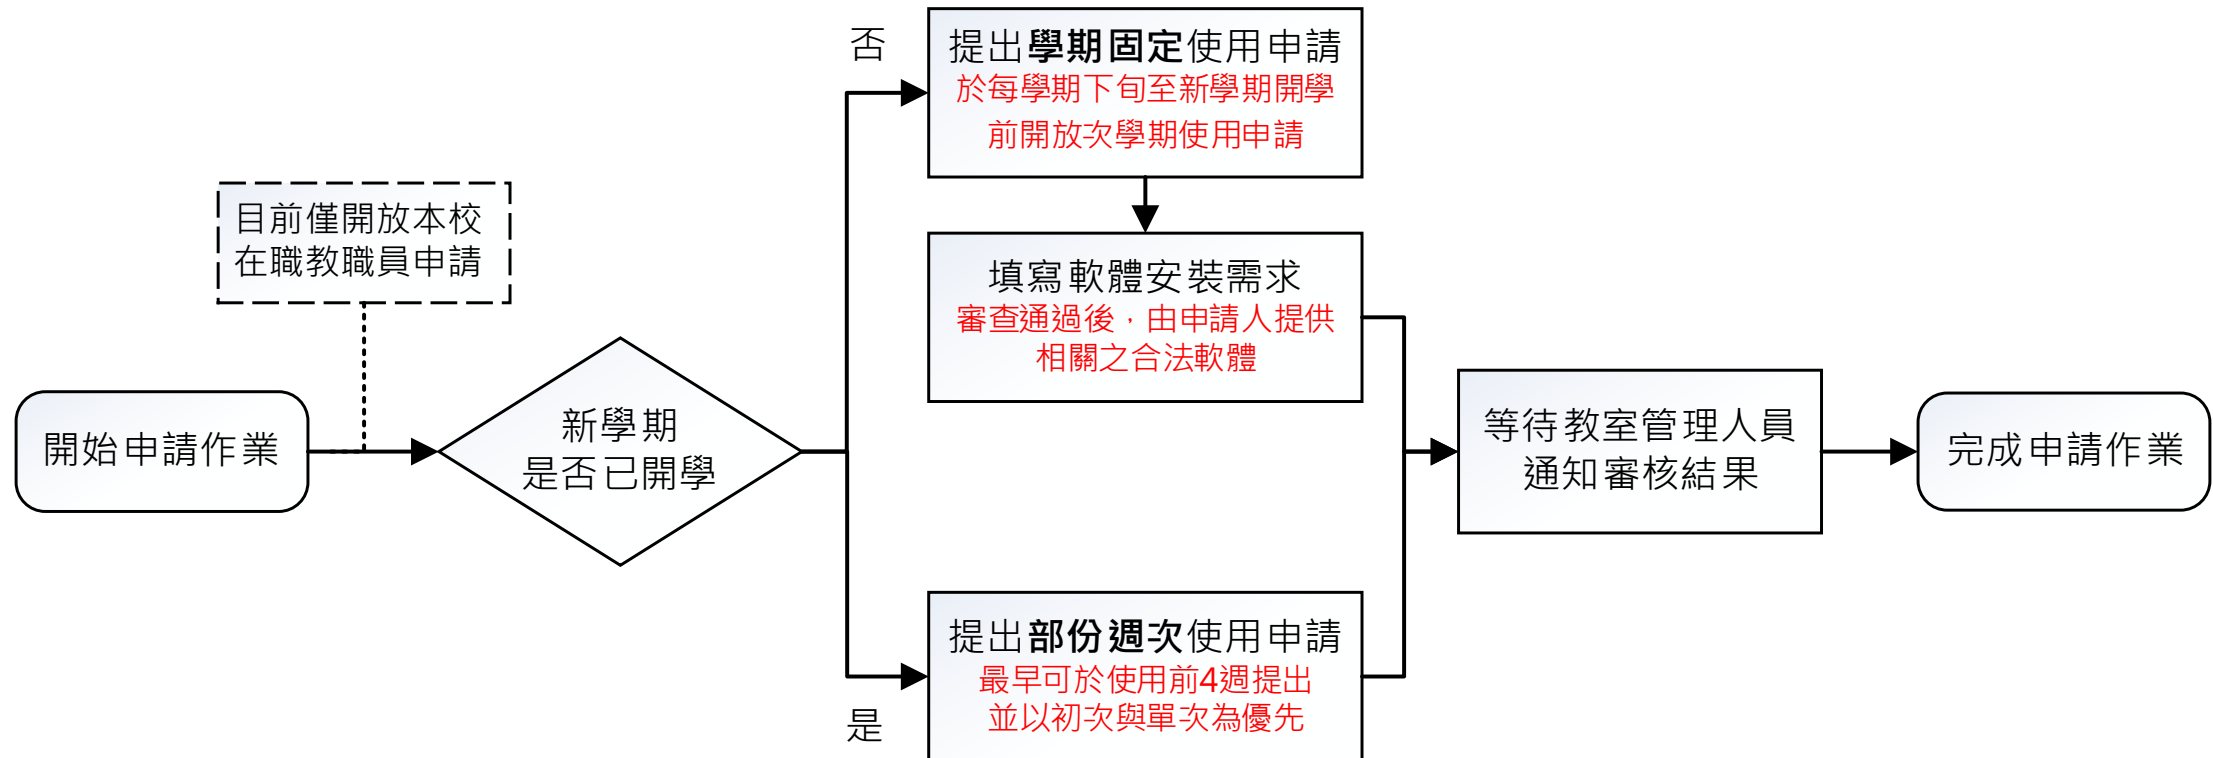 開始申請作業
目前僅開放本校
在職教職員申請
新學期
是否已開學
否
提出學期固定使用申請
於每學期下旬至新學期開學
前開放次學期使用申請
填寫軟體安裝需求
審查通過後，由申請人提供
相關之合法軟體
是
提出部份週次使用申請
最早可於使用前4週提出
並以初次與單次為優先
等待教室管理人員
通知審核結果
完成申請作業